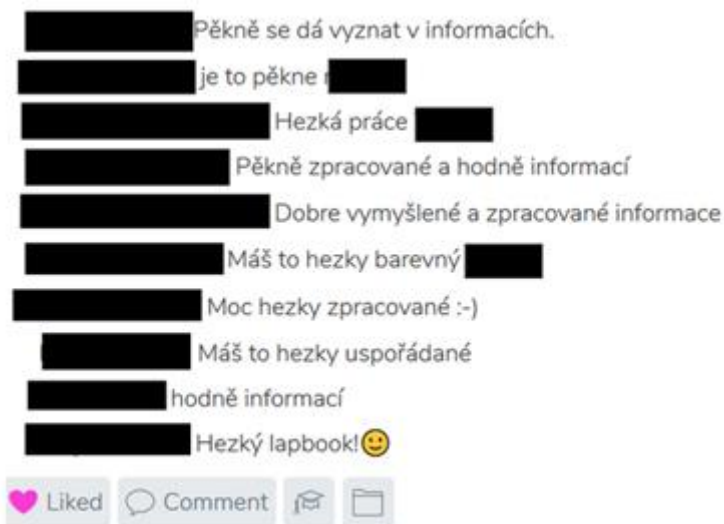 Pěkně se dá vyznat v informacích.
je to pěkne
Hezká práce
Pěkně zpracované a hodně informací
Dobre vymyšlené a zpracované informace
Máš to hezky barevný
Moc hezky zpracované :-)
Máš to hezky uspořádané
hodně informací
Hezký lapbook!🙂
Liked Comment